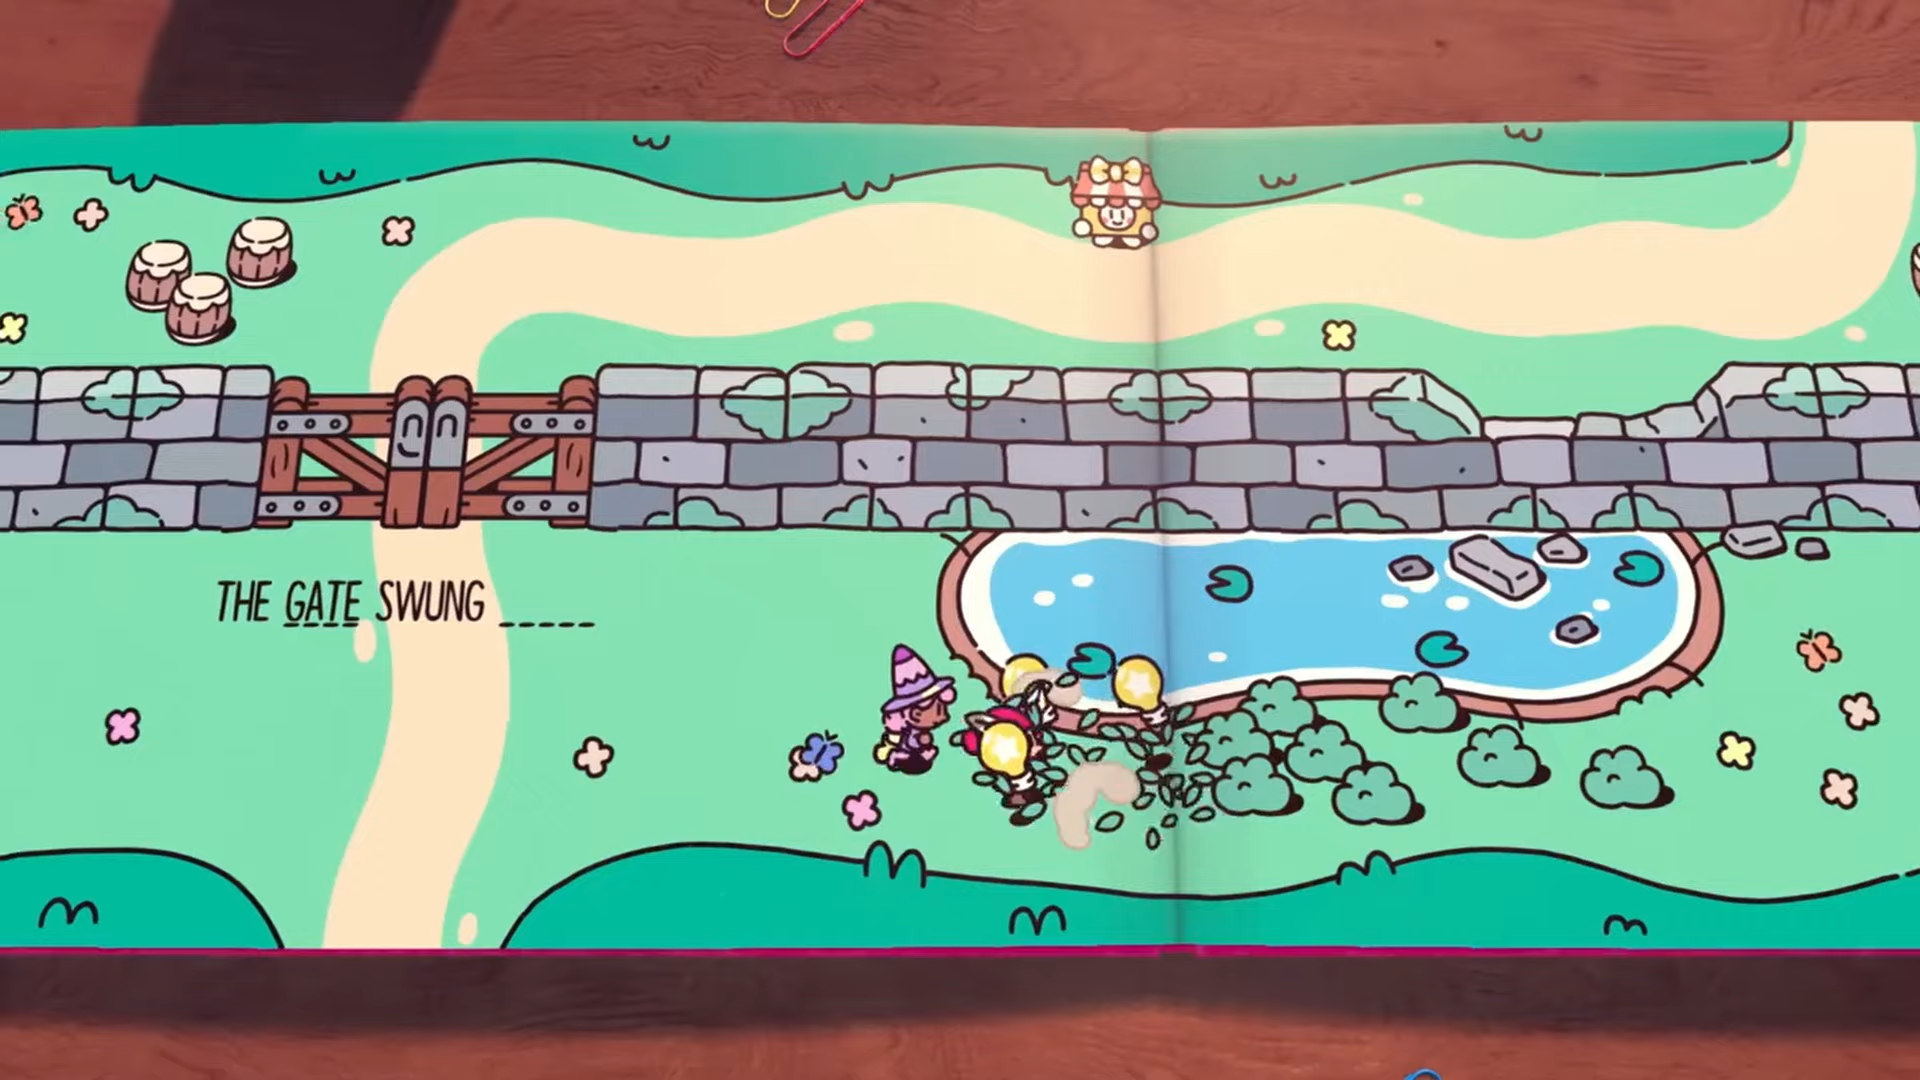 THE GATE SWUNG _____